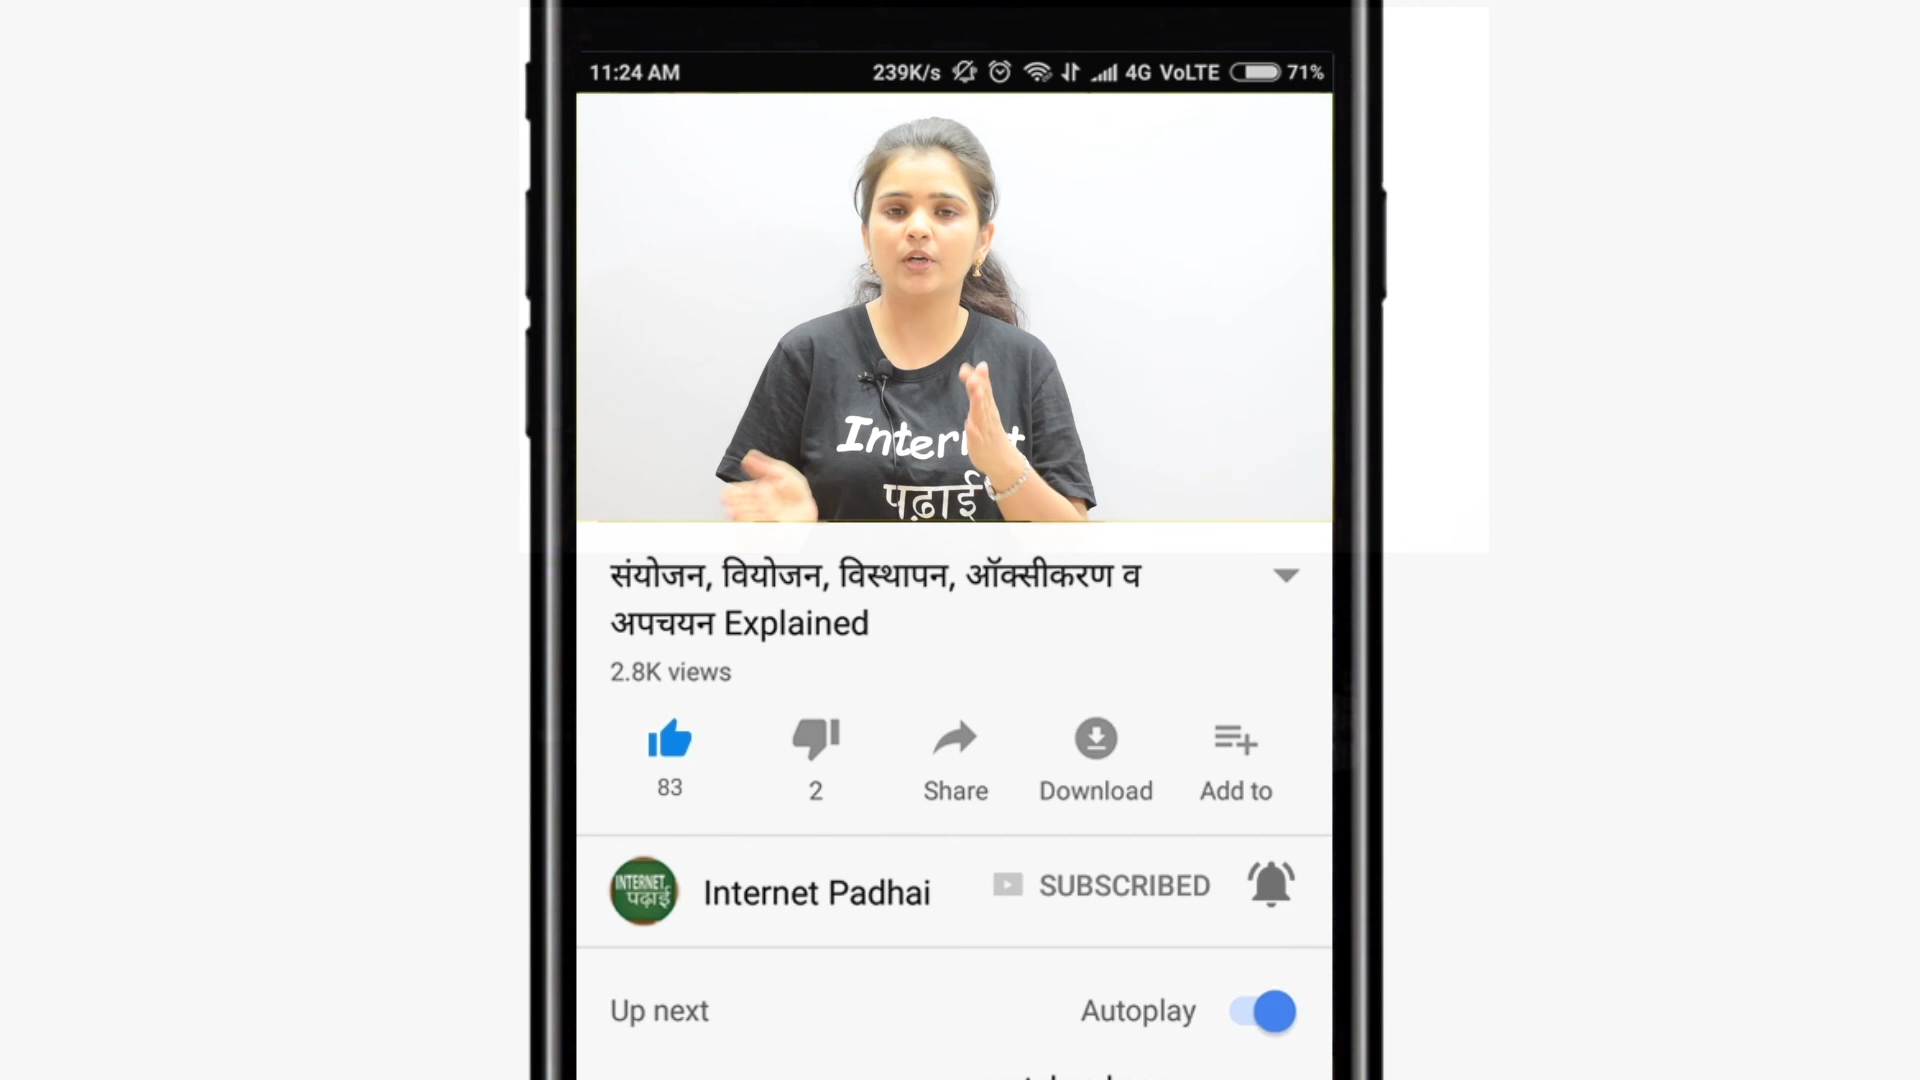 11:24 AM 239K/s 4G VoLTE 71%
पढ़ाई
संयोजन, वियोजन, विस्थापन, ऑक्सीकरण व
अपचयन Explained
2.8K views
83 2 Share Download Add to
INTERNET
पढ़ाई
Internet Padhai SUBSCRIBED
Up next Autoplay